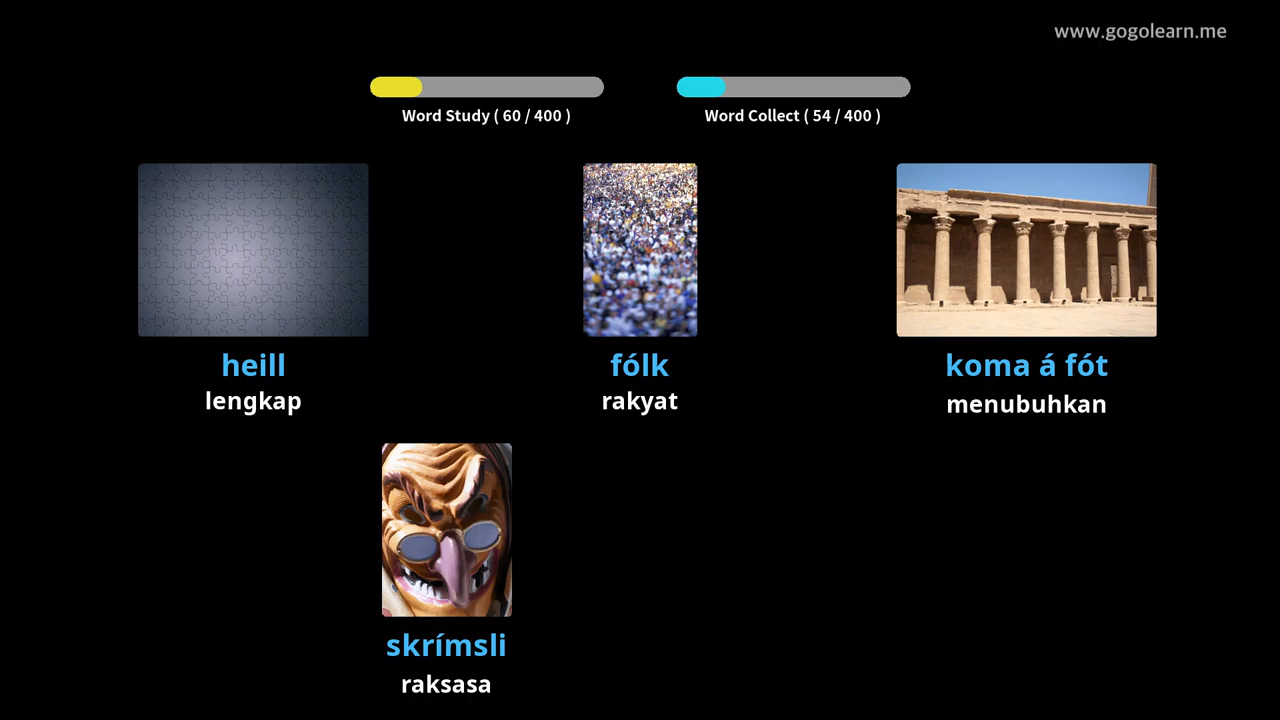 www.gogolearn.me
Word Study ( 60 / 400 )
Word Collect ( 54 / 400 )
heill
lengkap
fólk
rakyat
koma á fót
menubuhkan
skrímsli
raksasa